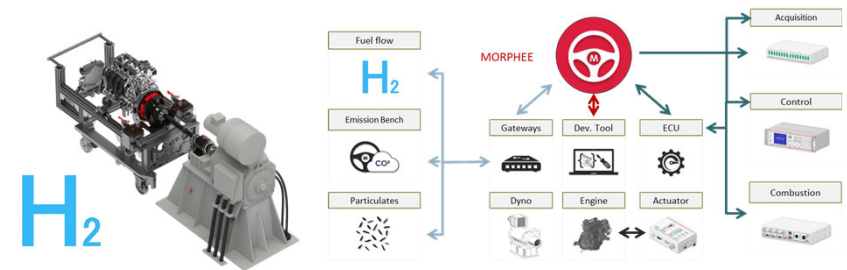 H2
Fuel flow
H2
Emission Bench
M
CO²
Particulates
MORPHEE
M
Gateways
Dev. Tool
ECU
Dyno
Engine
Actuator
Acquisition
Control
Combustion